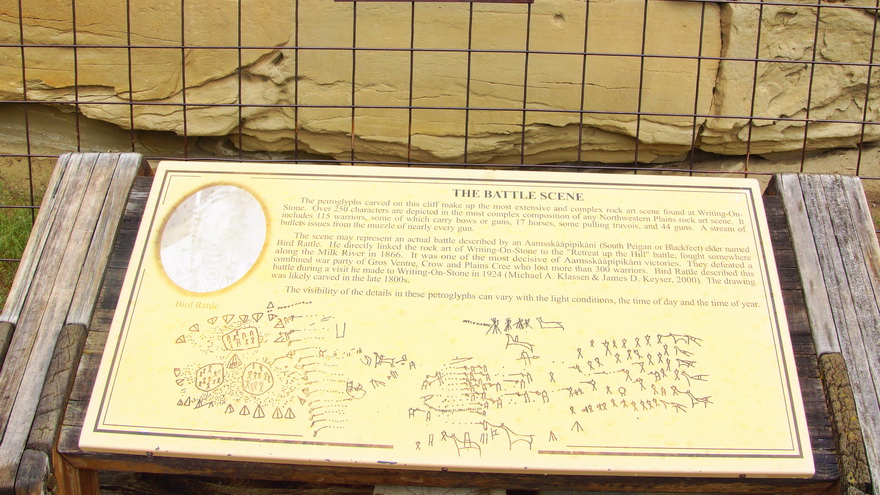 THE BATTLE SCENE
The petroglyphs carved on this cliff make up the most extensive and complex rock art scene found at Writing-On-
Stone. Over 250 characters are depicted in the most complex composition of any Northwestern Plains rock art scene. It
includes 115 warriors, some of which carry bows or guns, 17 horses, some pulling travois, and 44 guns. A stream of
bullets issues from the muzzle of nearly every gun.
The scene may represent an actual battle described by an Aamsskáápipikáni (South Peigan or Blackfeet) elder named
Bird Rattle. He directly linked the rock art of Writing-On-Stone to the "Retreat up the Hill" battle, fought somewhere
along the Milk River in 1866. It was one of the most decisive of Aamsskáápipikáni victories. They defeated a
combined war party of Gros Ventre, Crow and Plains Cree who lost more than 300 warriors. Bird Rattle described this
battle during a visit he made to Writing-On-Stone in 1924 (Michael A. Klassen & James D. Keyser, 2000). The drawing
was likely carved in the late 1800s.
The visibility of the details in these petroglyphs can vary with the light conditions, the time of day and the time of year.
Bird Rattle